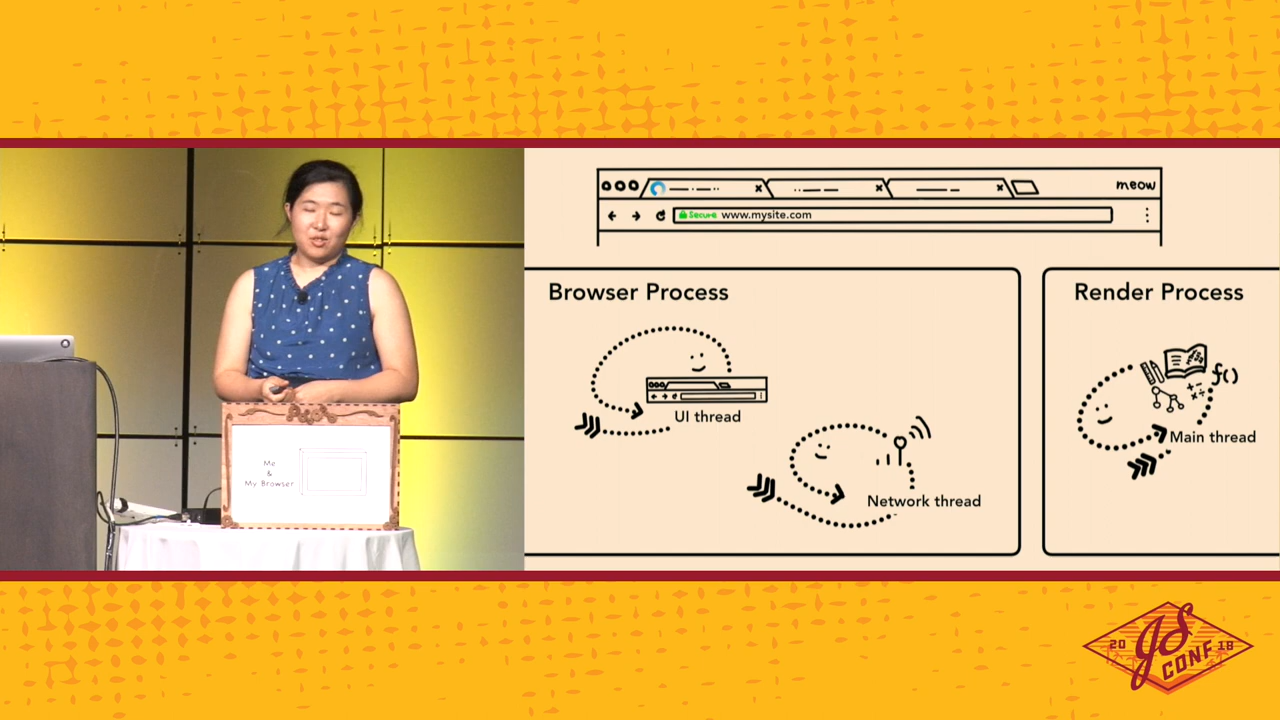 meow
Secure www.mysite.com
Browser Process
Render Process
UI thread
f()
Main thread
Network thread
Me
&
My Browser
20 JS 18
CONF